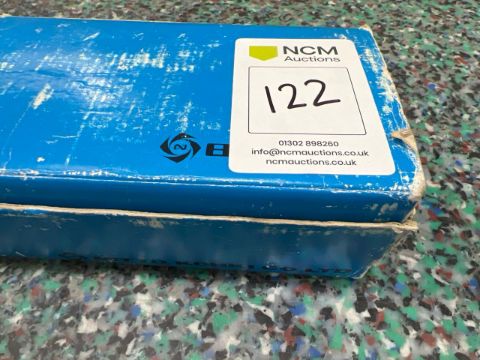 NCM
Auctions
122
01302 898260
info@ncmauctions.co.uk
ncmauctions.co.uk